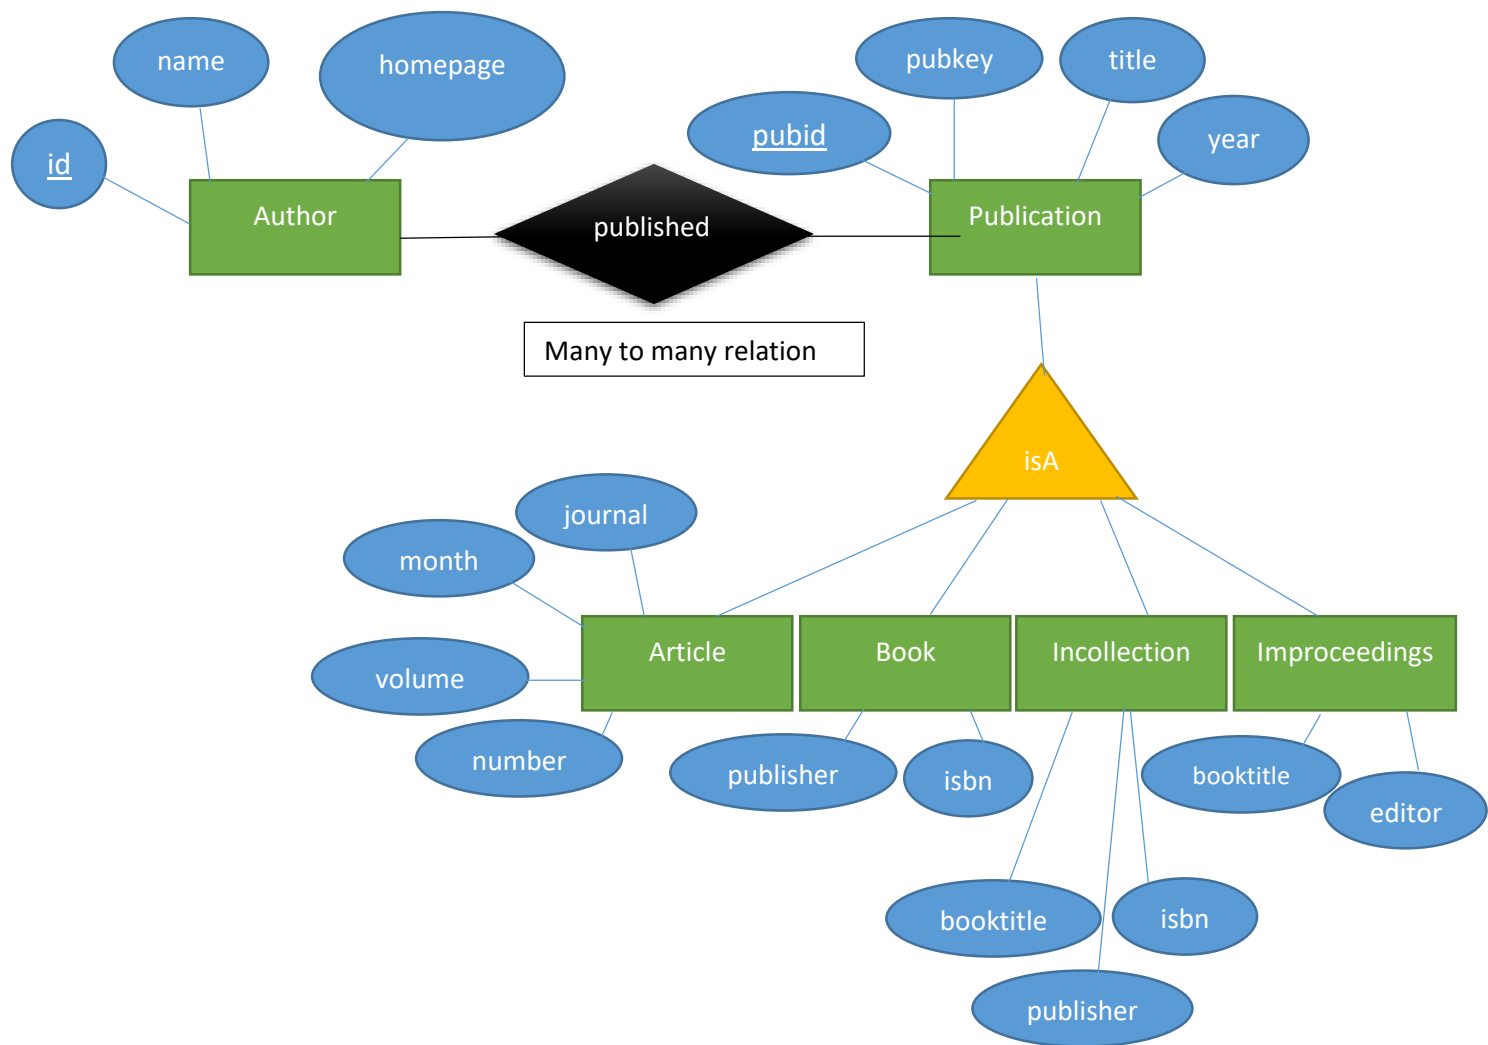 name
homepage
id
pubkey
title
pubid
year
Author
published
Publication
Many to many relation
isA
journal
month
volume
number
Article
Book
Incollection
Improceedings
publisher
isbn
booktitle
editor
booktitle
isbn
publisher